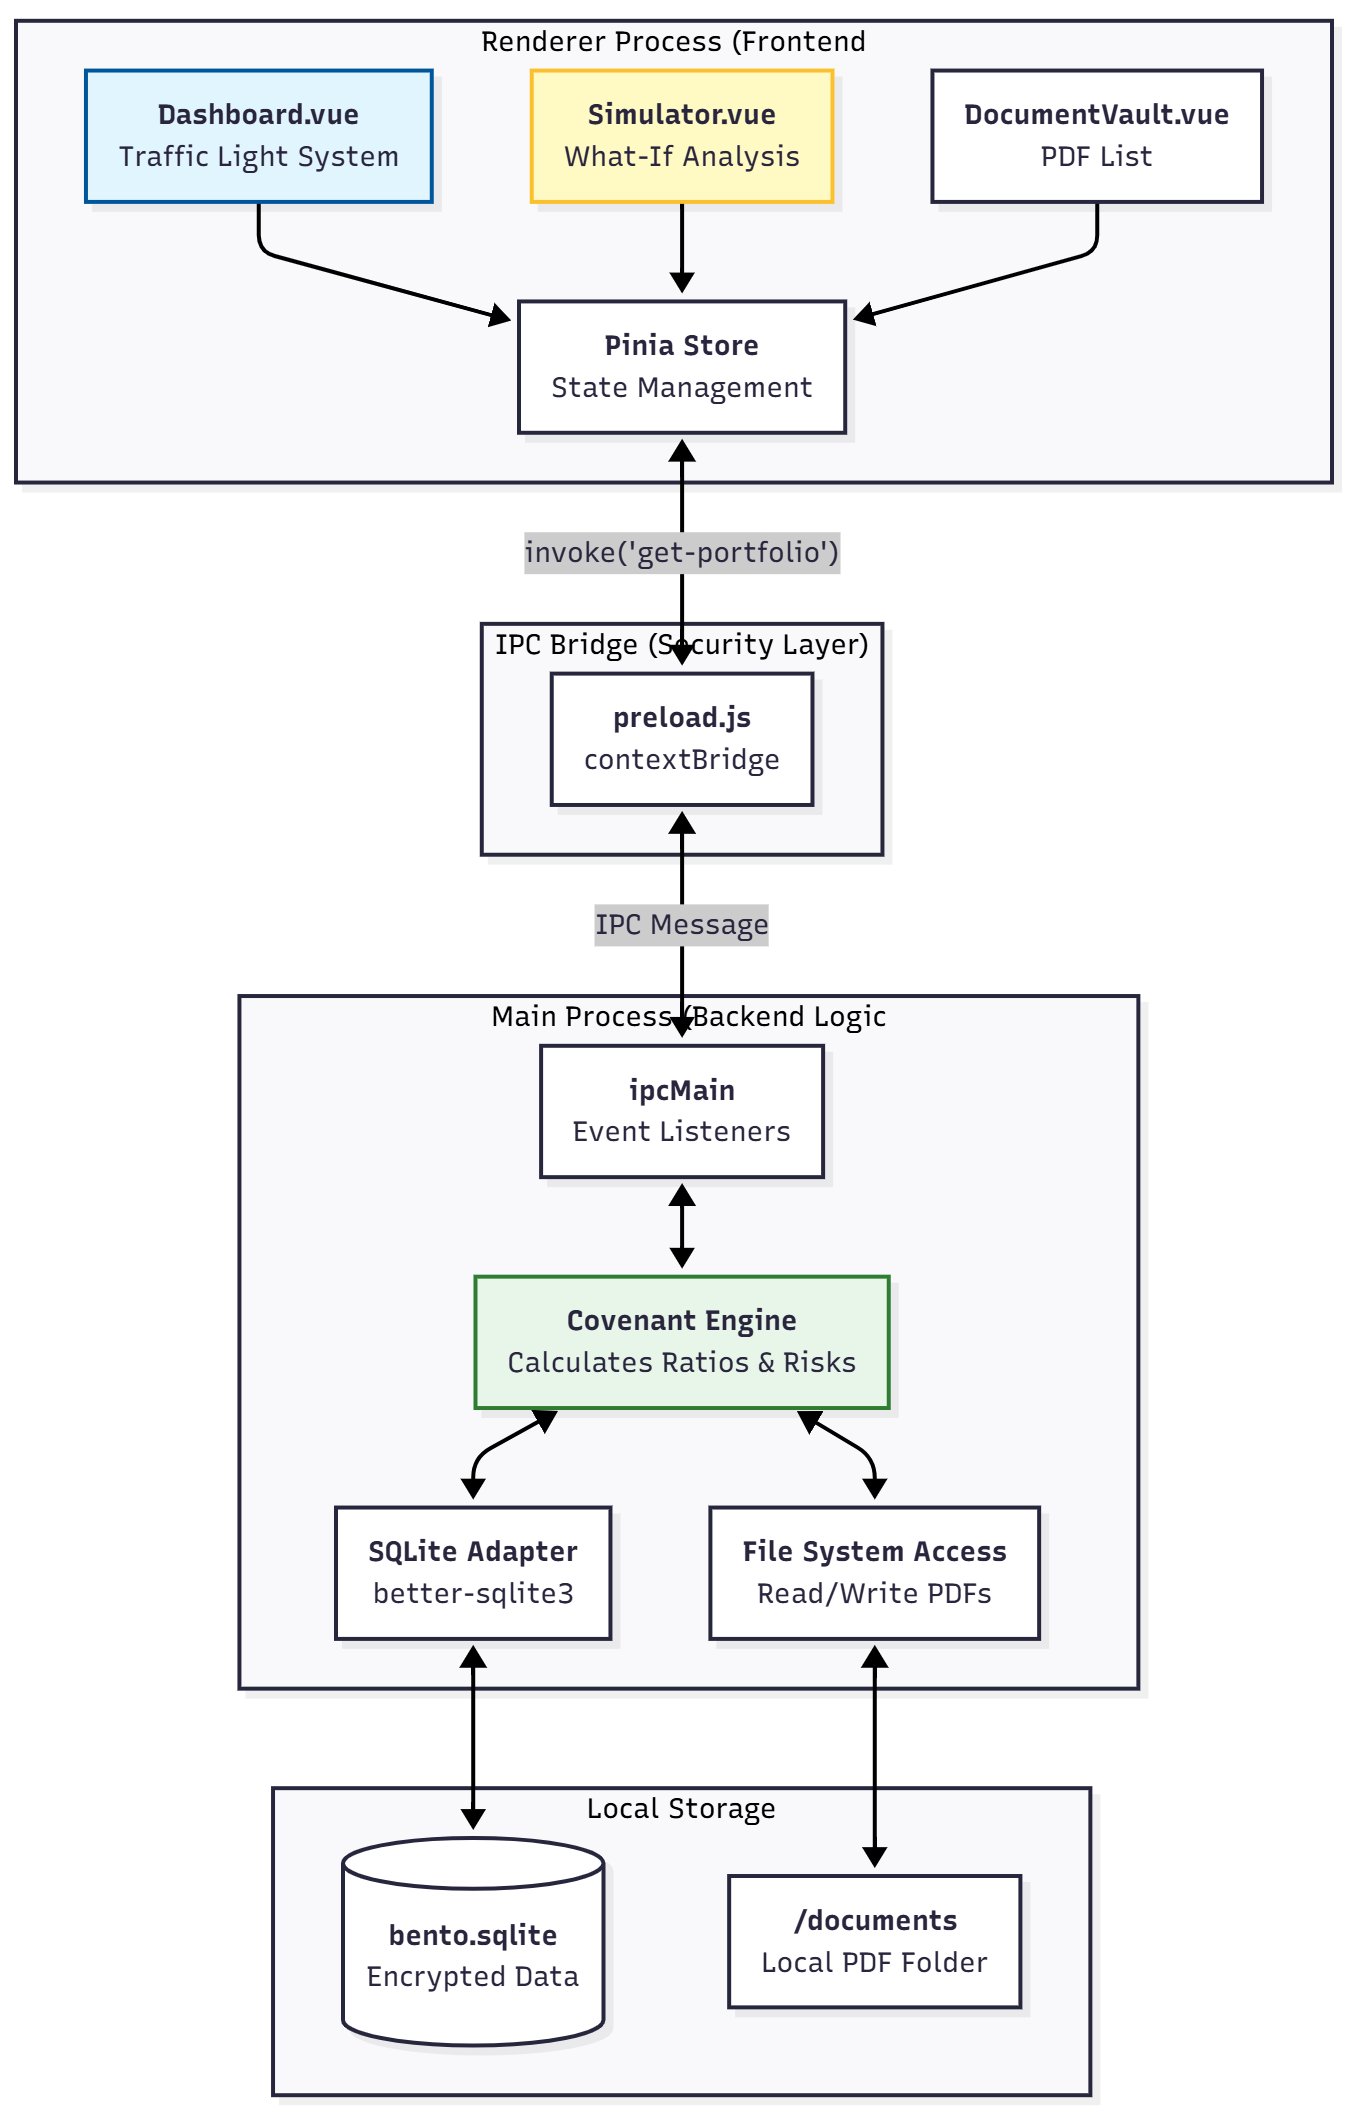 Renderer Process (Frontend
Dashboard.vue
Traffic Light System
Simulator.vue
What-If Analysis
DocumentVault.vue
PDF List
Pinia Store
State Management
invoke('get-portfolio')
IPC Bridge (Security Layer)
preload.js
contextBridge
IPC Message
Main Process (Backend Logic
ipcMain
Event Listeners
Covenant Engine
Calculates Ratios & Risks
SQLite Adapter
better-sqlite3
File System Access
Read/Write PDFs
Local Storage
bento.sqlite
Encrypted Data
/documents
Local PDF Folder